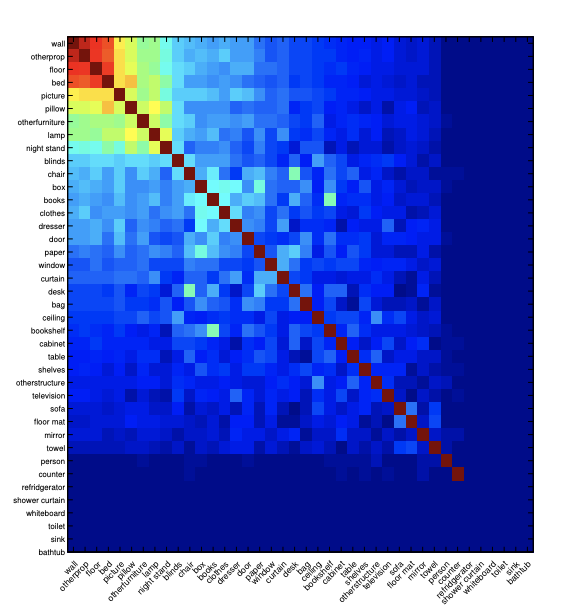 wall
otherprop
floor
bed
picture
pillow
otherfurniture
lamp
night stand
blinds
chair
box
books
clothes
dresser
door
paper
window
curtain
desk
bag
ceiling
bookshelf
cabinet
table
shelves
otherstructure
television
sofa
floor mat
mirror
towel
person
counter
refridgerator
shower curtain
whiteboard
toilet
sink
bathtub
wall
otherprop
floor
bed
picture
pillow
otherfurniture
lamp
night stand
blinds
chair
box
books
clothes
dresser
door
paper
window
curtain
desk
bag
ceiling
bookshelf
cabinet
table
shelves
otherstructure
television
sofa
floor mat
mirror
towel
person
counter
refridgerator
shower curtain
whiteboard
toilet
sink
bathtub